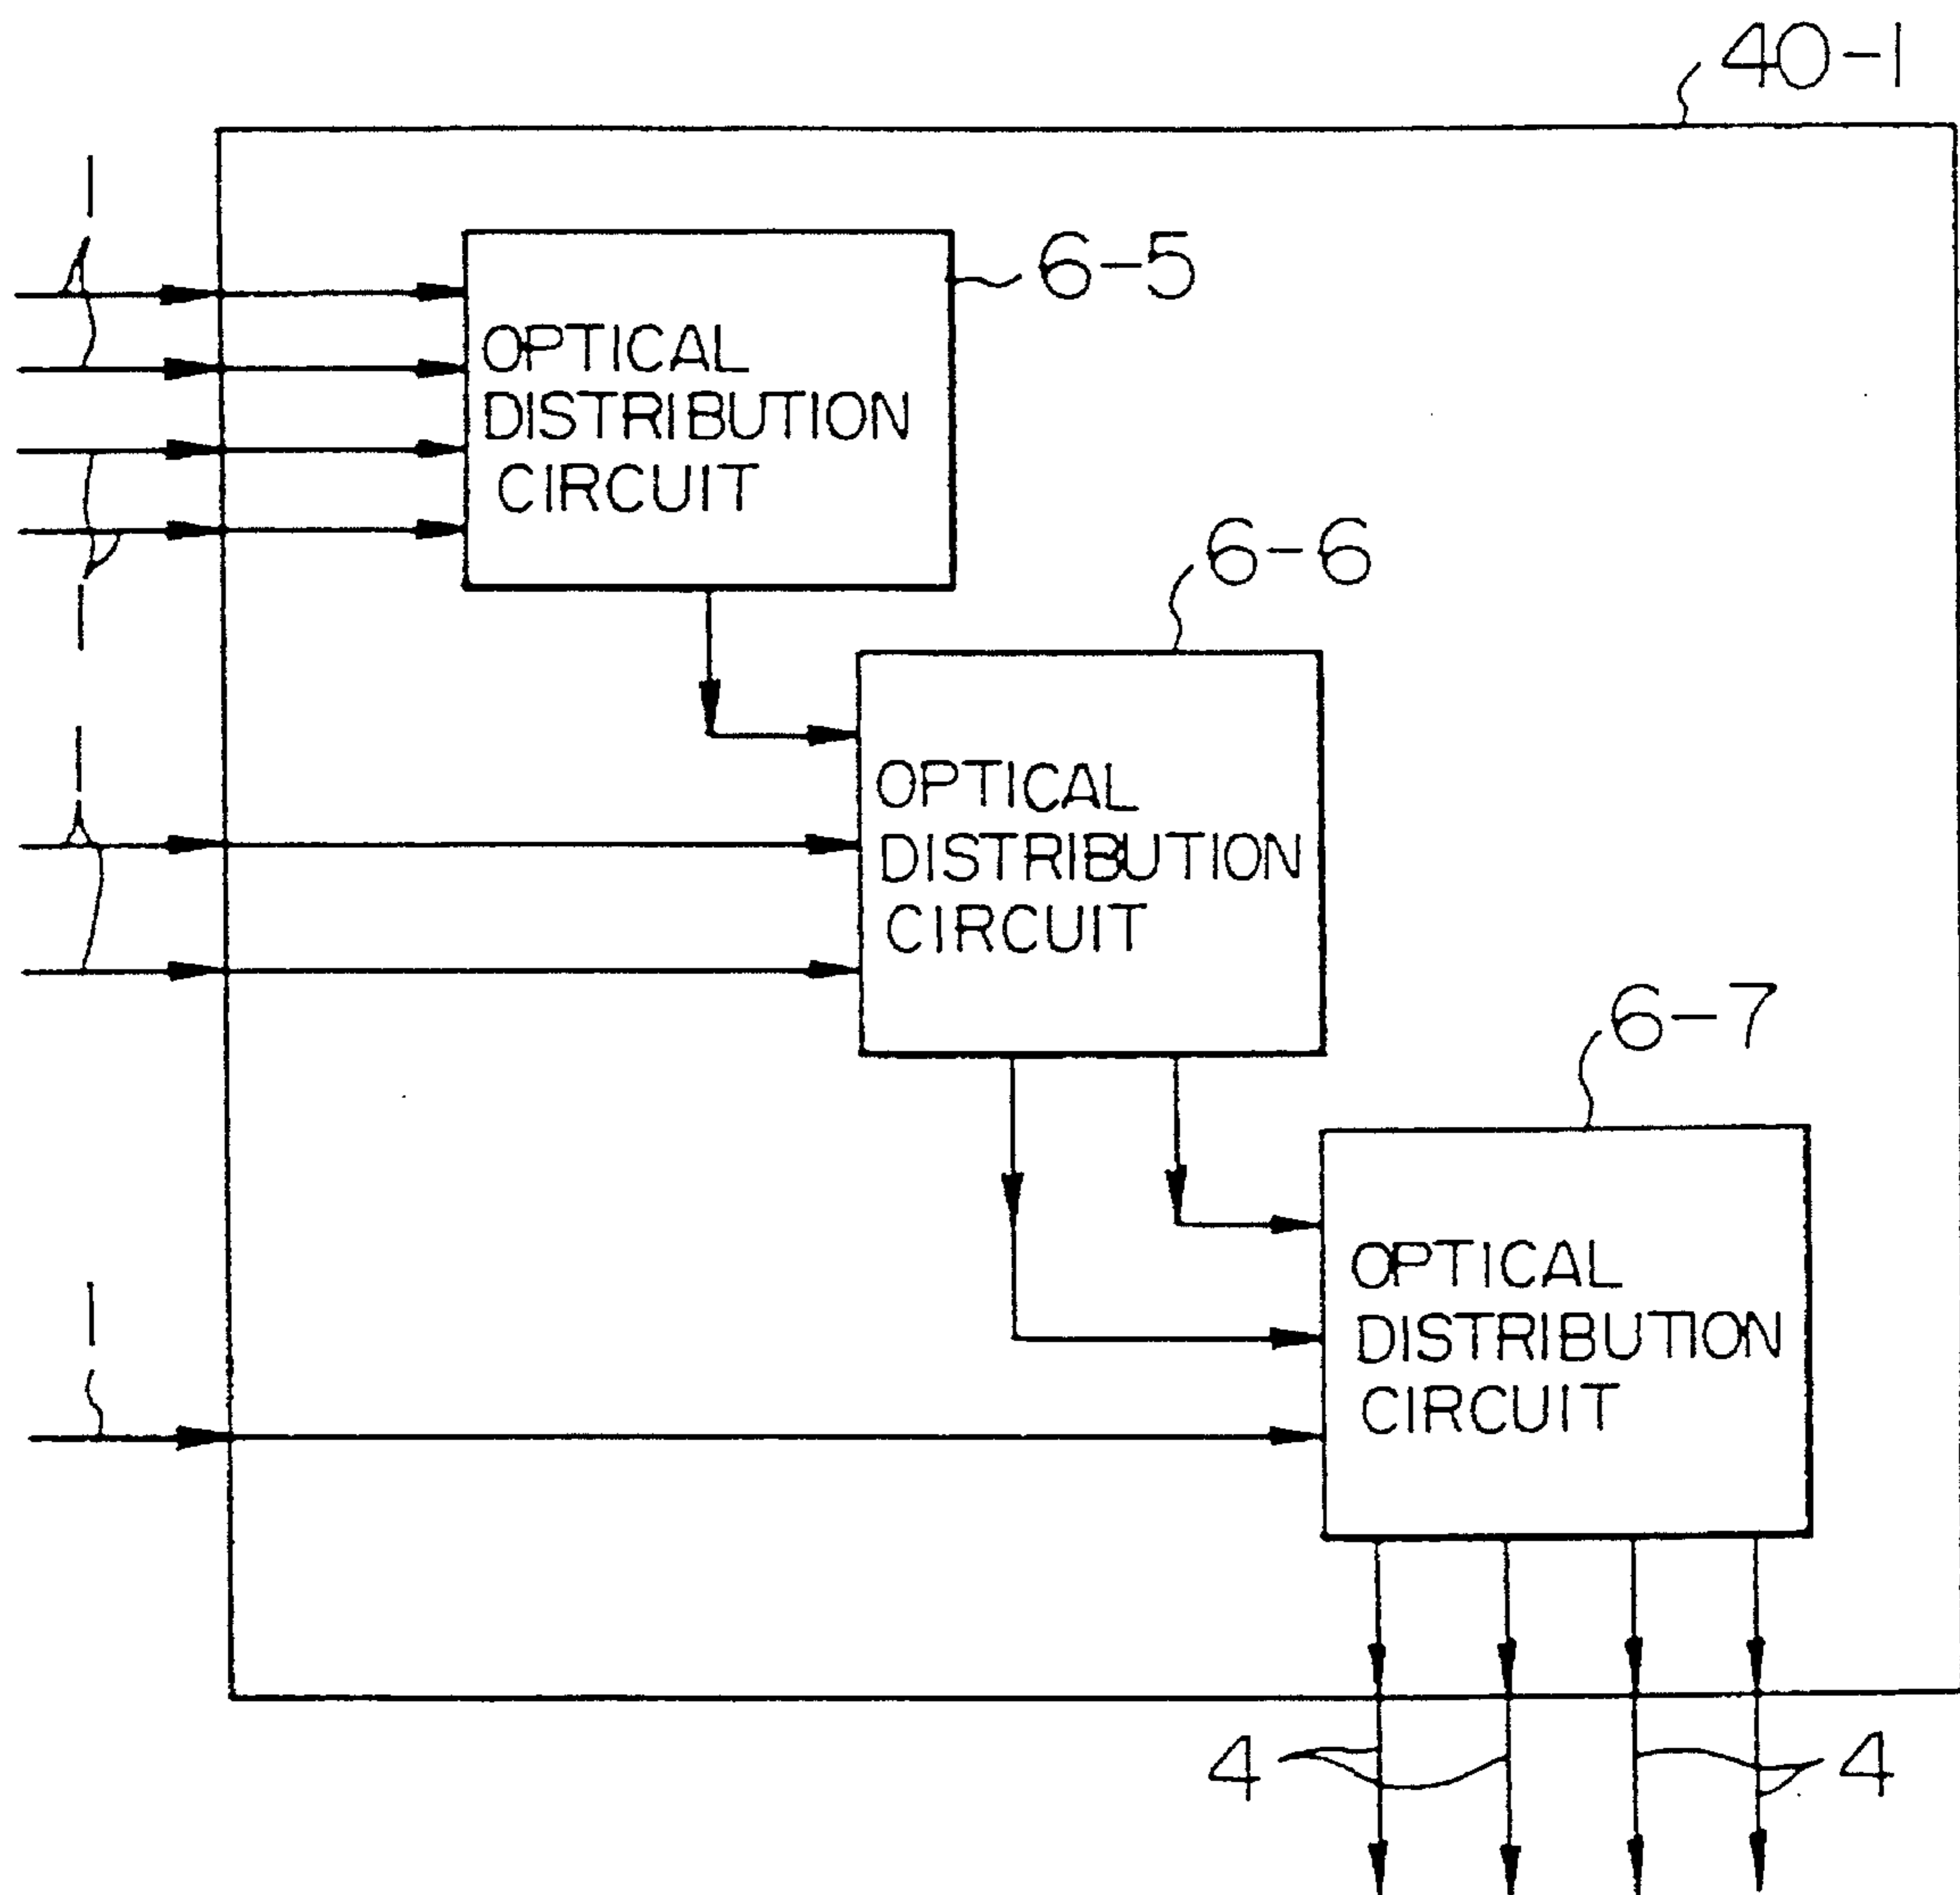 40-1
1
6-5
OPTICAL
DISTRIBUTION
CIRCUIT
6-6
1
1
OPTICAL
DISTRIBUTION
CIRCUIT
6-7
1
OPTICAL
DISTRIBUTION
CIRCUIT
4
4